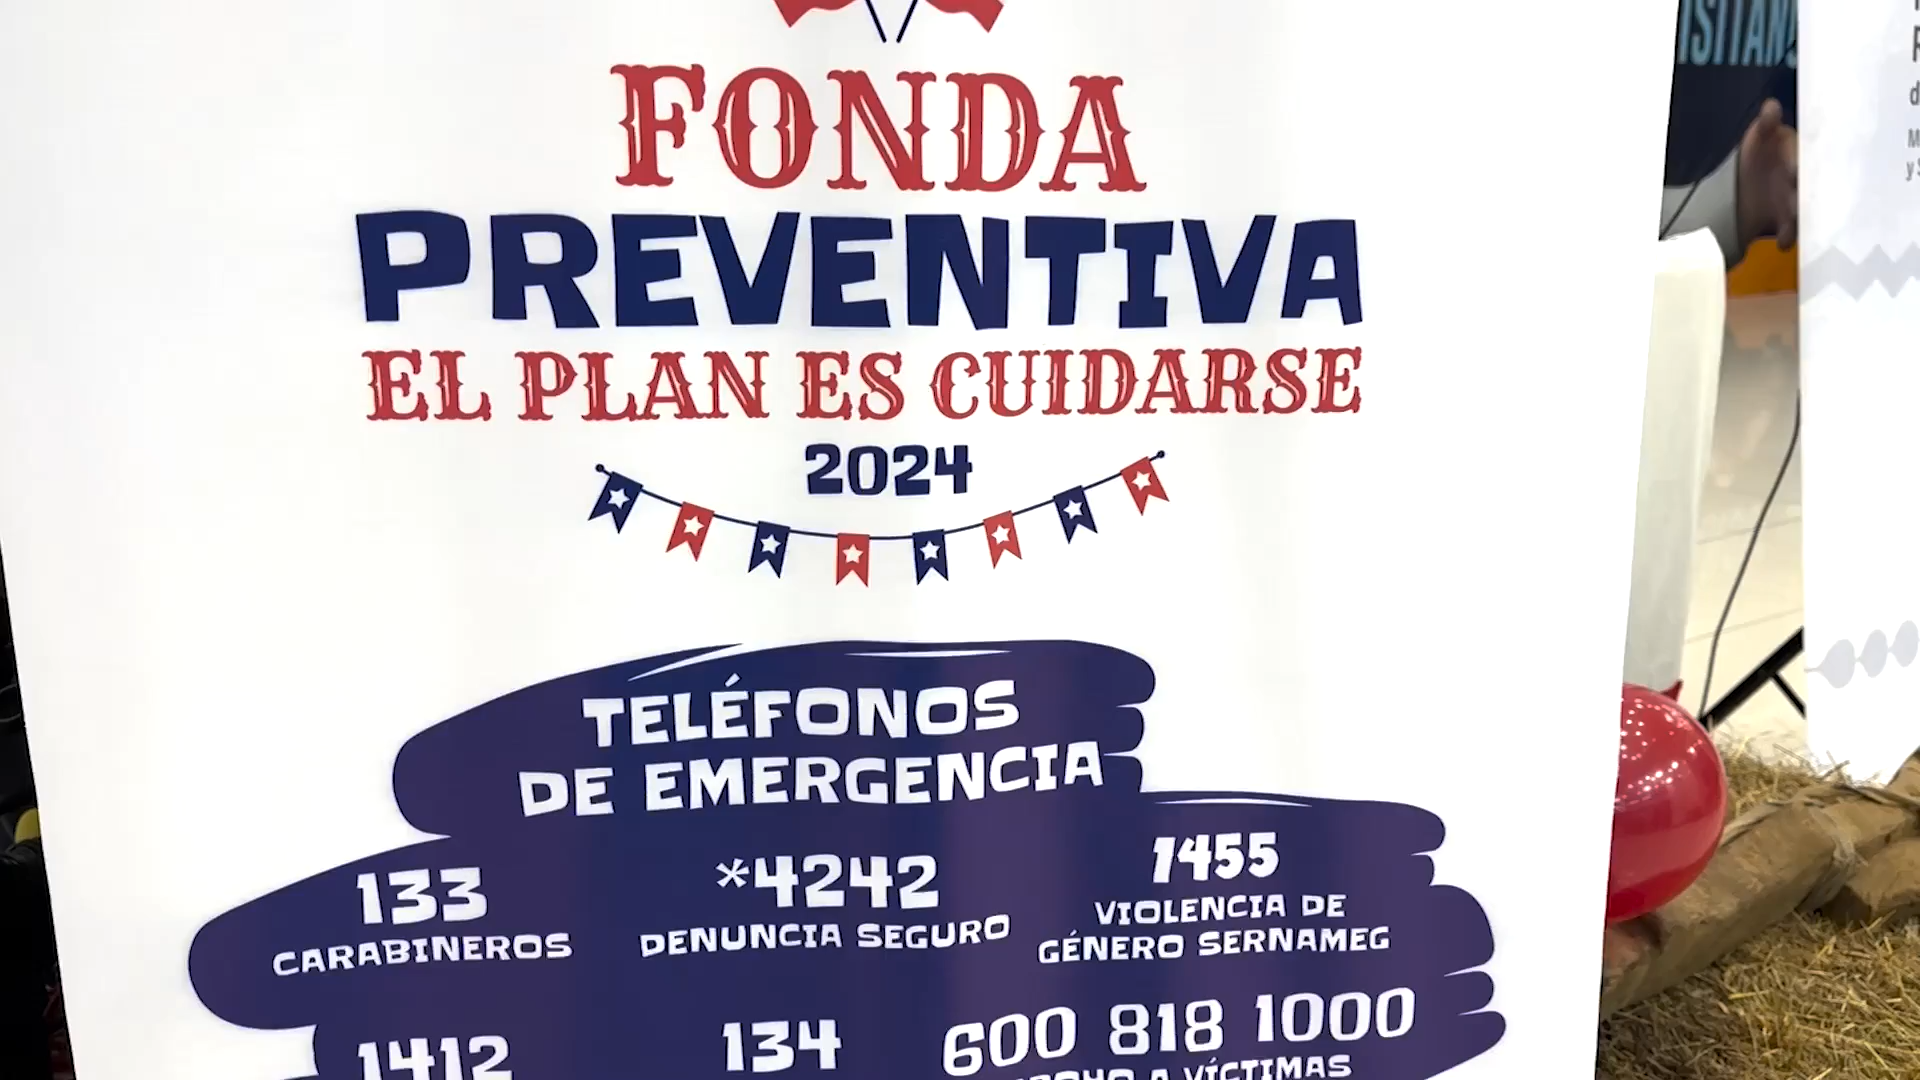 FONDA
PREVENTIVA
EL PLAN ES CUIDARSE
2024
TELÉFONOS
DE EMERGENCIA
133
CARABINEROS
*4242
DENUNCIA SEGURO
1455
VIOLENCIA DE
GÉNERO SERNAMEG
1412
134
600 818 1000
A VÍCTIMAS